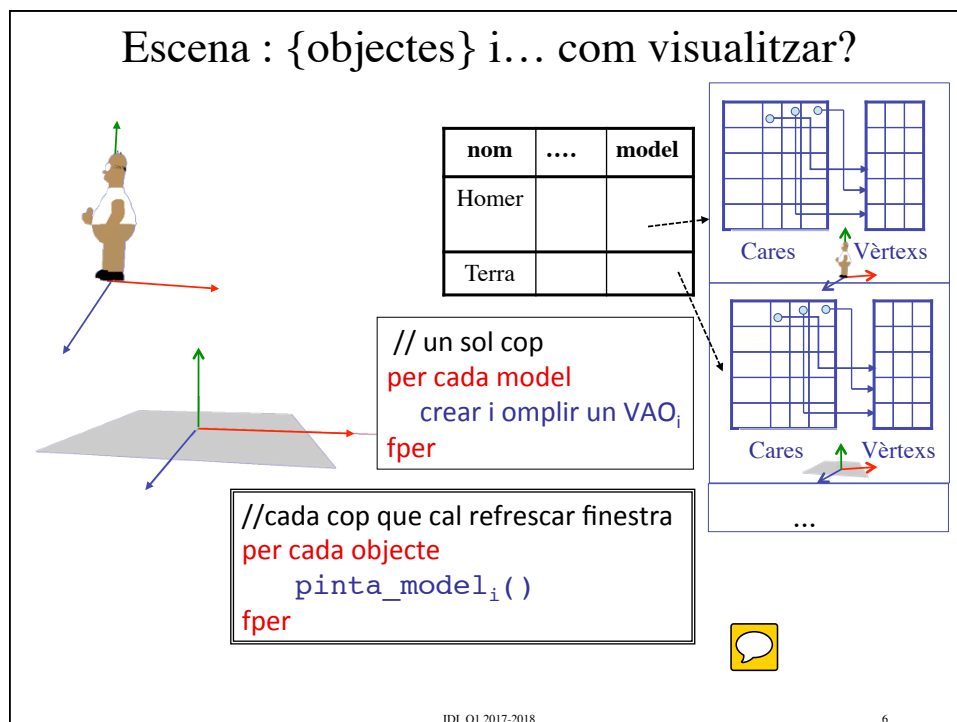 Escena : {objectes} i… com visualitzar?
nom …. model
Homer
Terra
Cares Vèrtexs
Cares Vèrtexs
...
// un sol cop
per cada model
crear i omplir un VAOi
fper
//cada cop que cal refrescar finestra
per cada objecte
pinta_modeli()
fper
IDI Q1 2017-2018 6